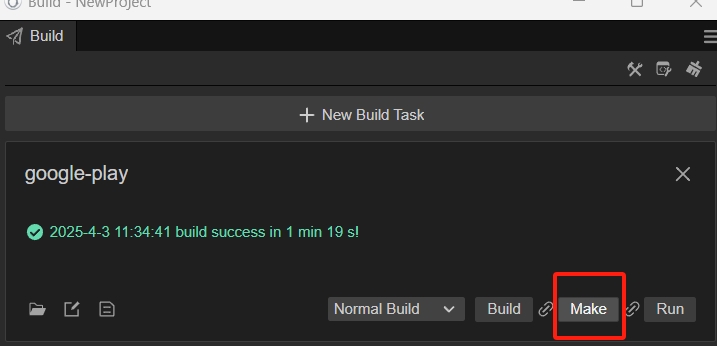 Build - NewProject
Build
New Build Task
google-play
2025-4-3 11:34:41 build success in 1 min 19 s!
Normal Build Build Make Run